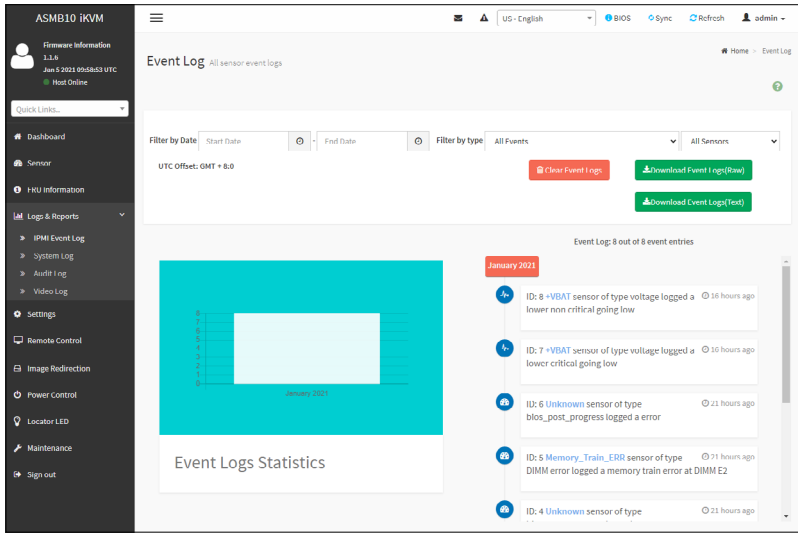 ASMB10 iKVM
Firmware Information
1.1.6
Jan 5 2021 09:58:53 UTC
Host Online
Quick Links...
Dashboard
Sensor
FRU Information
Logs & Reports
IPMI Event Log
System Log
Audit Log
Video Log
Settings
Remote Control
Image Redirection
Power Control
Locator LED
Maintenance
Sign out
US - English
BIOS
Sync
Refresh
admin
Event Log All sensor event logs
Home > Event Log
Filter by Date Start Date - End Date
Filter by type All Events All Sensors
UTC Offset: GMT + 8:0
Clear Event Logs
Download Event Logs(Raw)
Download Event Logs(Text)
Event Log: 8 out of 8 event entries
8
7
6
5
4
3
2
1
0
January 2021
Event Logs Statistics
January 2021
ID: 8 +VBAT sensor of type voltage logged a 16 hours ago
lower non critical going low
ID: 7 +VBAT sensor of type voltage logged a 16 hours ago
lower critical going low
ID: 6 Unknown sensor of type 21 hours ago
bios_post_progress logged a error
ID: 5 Memory_Train_ERR sensor of type 21 hours ago
DIMM error logged a memory train error at DIMM E2
ID: 4 Unknown sensor of type 21 hours ago